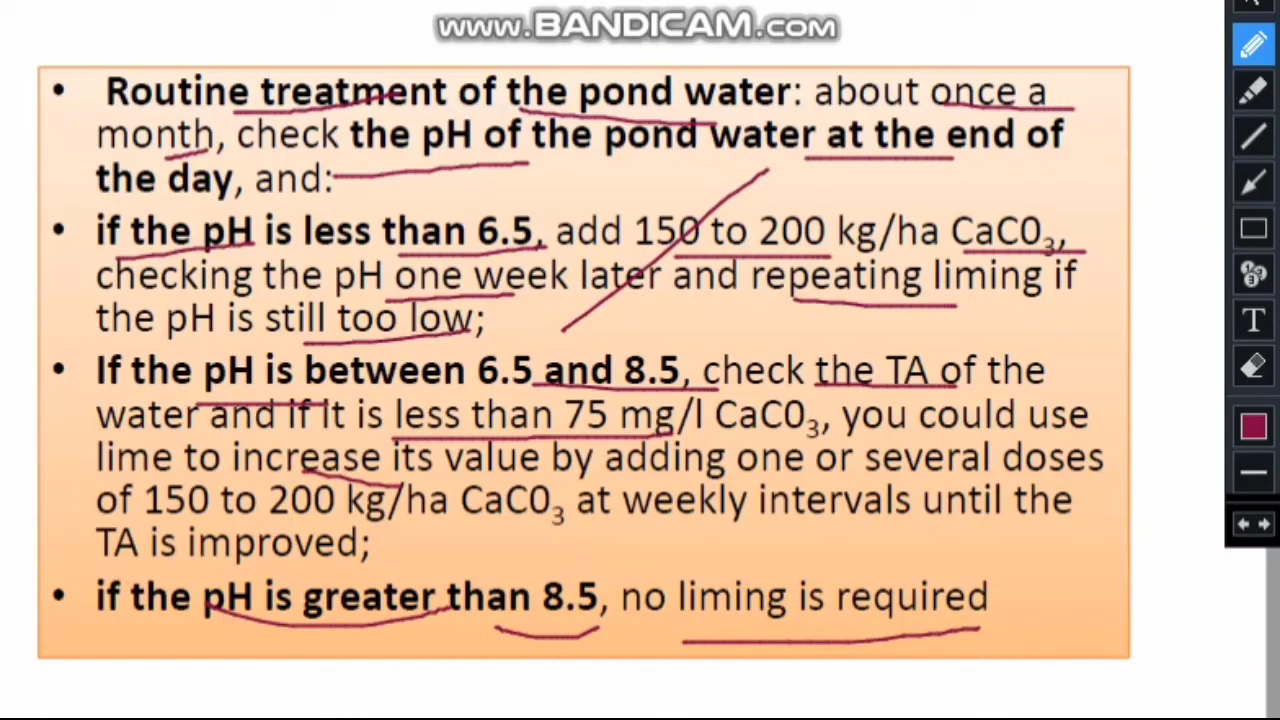 www.BANDICAM.com
• Routine treatment of the pond water: about once a
month, check the pH of the pond water at the end of
the day, and:
• if the pH is less than 6.5, add 150 to 200 kg/ha CaC0₃,
checking the pH one week later and repeating liming if
the pH is still too low;
• If the pH is between 6.5 and 8.5, check the TA of the
water and if it is less than 75 mg/l CaC0₃, you could use
lime to increase its value by adding one or several doses
of 150 to 200 kg/ha CaC0₃ at weekly intervals until the
TA is improved;
• if the pH is greater than 8.5, no liming is required